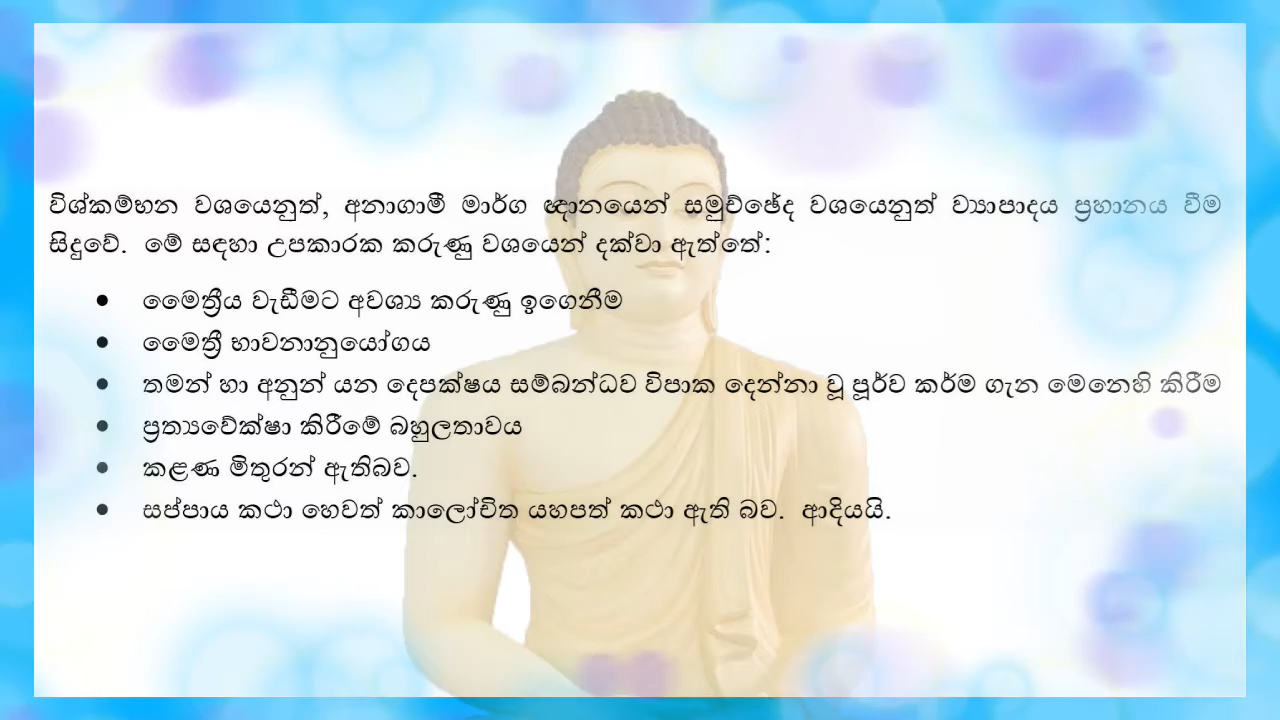 විශ්කම්භන වශයෙනුත්, අනාගාමී මාර්ග ඥානයෙන් සමුච්ඡේද වශයෙනුත් ව්‍යාපාදය ප්‍රහානය වීම
සිදුවේ. මේ සඳහා උපකාරක කරුණු වශයෙන් දක්වා ඇත්තේ:
• මෛත්‍රීය වැඩීමට අවශ්‍ය කරුණු ඉගෙනීම
• මෛත්‍රී භාවනානුයෝගය
• තමන් හා අනුන් යන දෙපක්ෂය සම්බන්ධව විපාක දෙන්නා වූ පූර්ව කර්ම ගැන මෙනෙහි කිරීම
• ප්‍රත්‍යවේක්ෂා කිරීමේ බහුලතාවය
• කළණ මිතුරන් ඇතිබව.
• සප්පාය කථා හෙවත් කාලෝචිත යහපත් කථා ඇති බව. ආදියයි.